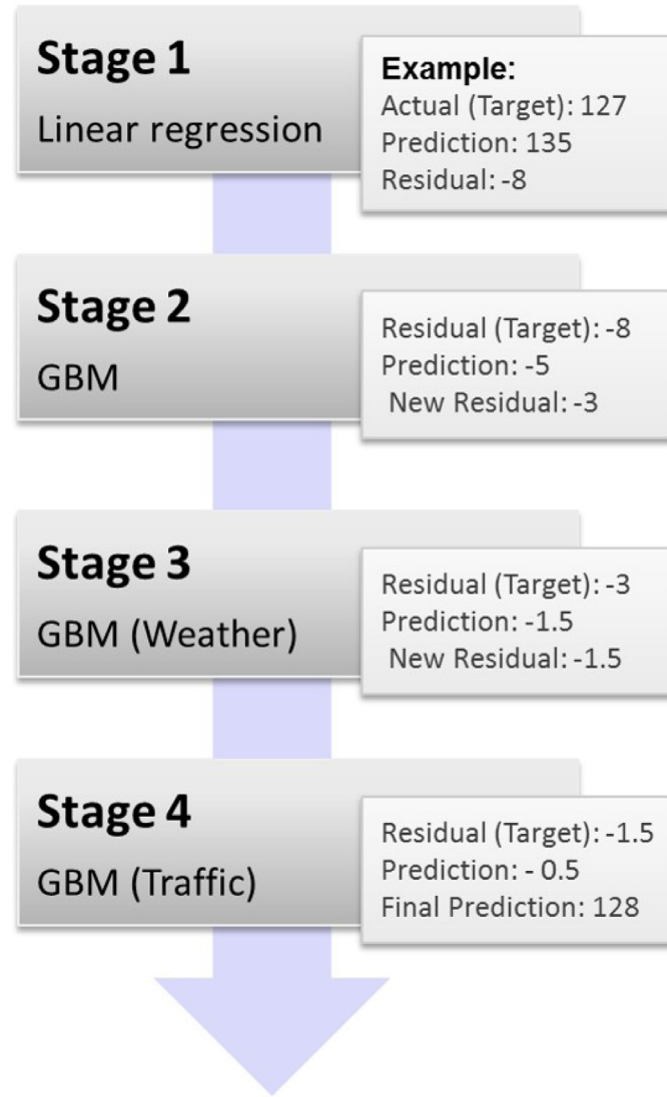 Stage 1
Linear regression
Example:
Actual (Target): 127
Prediction: 135
Residual: -8
Stage 2
GBM
Residual (Target): -8
Prediction: -5
New Residual: -3
Stage 3
GBM (Weather)
Residual (Target): -3
Prediction: -1.5
New Residual: -1.5
Stage 4
GBM (Traffic)
Residual (Target): -1.5
Prediction: - 0.5
Final Prediction: 128